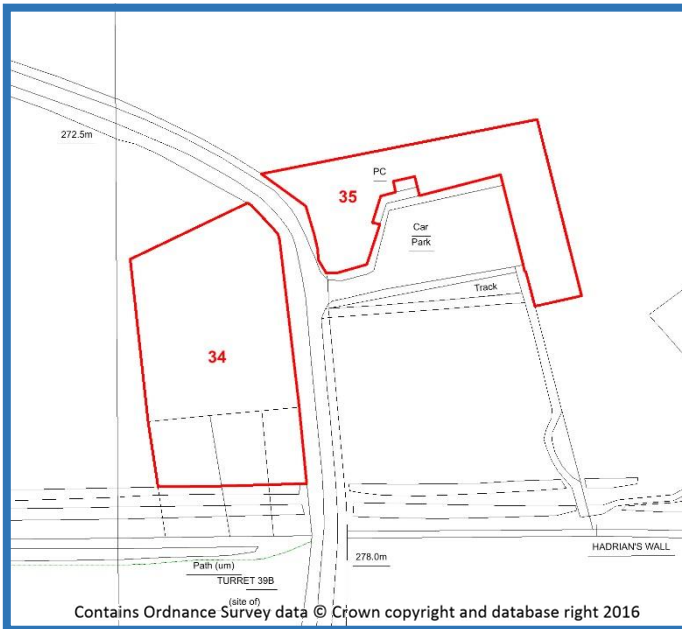 272.5m
PC
35
Car
Park
Track
34
HADRIAN'S WALL
278.0m
Path (um)
TURRET 39B
(site of)
Contains Ordnance Survey data © Crown copyright and database right 2016